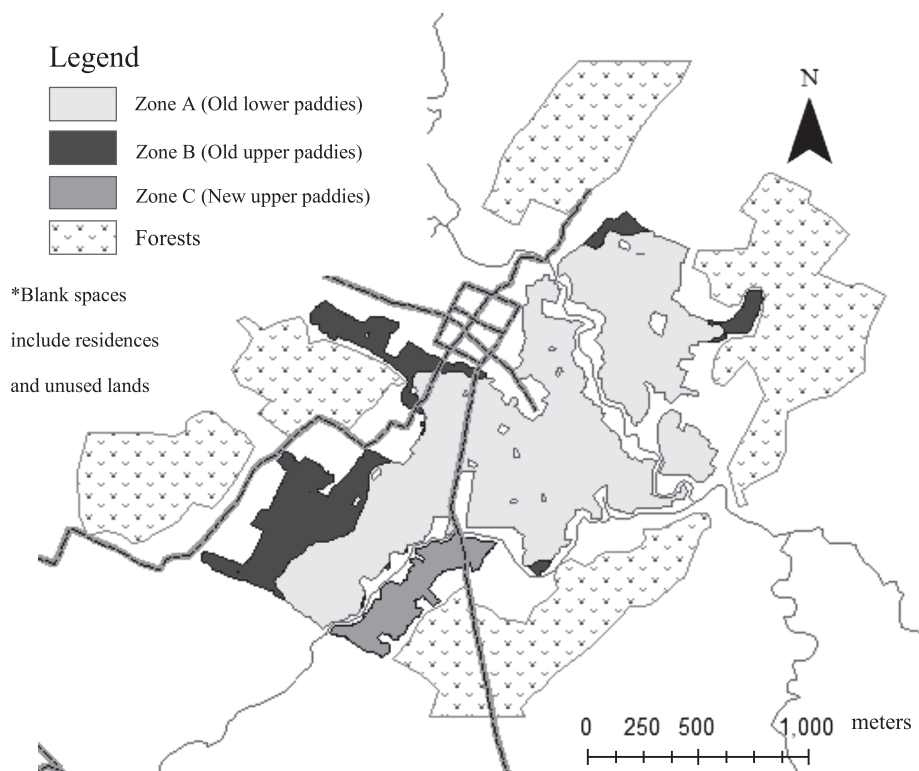 Legend
Zone A (Old lower paddies)
Zone B (Old upper paddies)
Zone C (New upper paddies)
Forests
*Blank spaces
include residences
and unused lands
N
0 250 500 1,000 meters